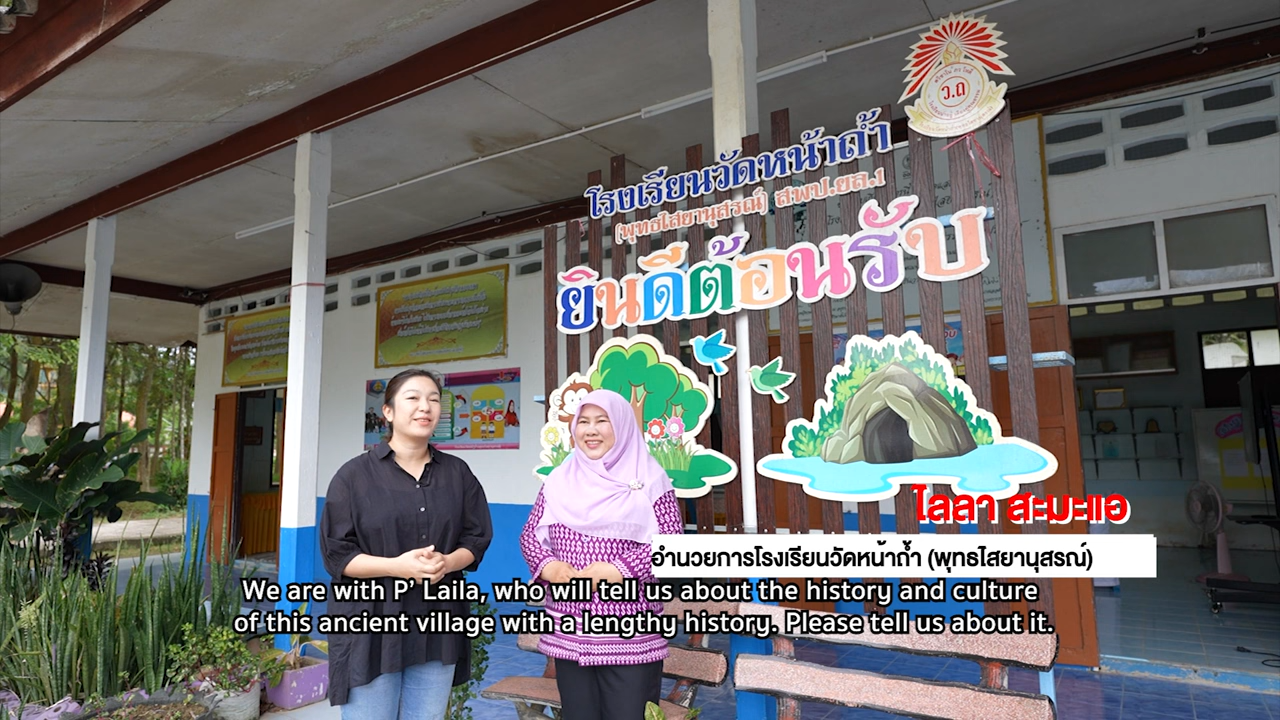 ว.ถ
โรงเรียนวัดหน้าถ้ำ
(พุทธไสยานุสรณ์) สพป.ยล.1
ยินดีต้อนรับ
ไลลา สะมะแอ
อำนวยการโรงเรียนวัดหน้าถ้ำ (พุทธไสยานุสรณ์)
We are with P’ Laila, who will tell us about the history and culture
of this ancient village with a lengthy history. Please tell us about it.